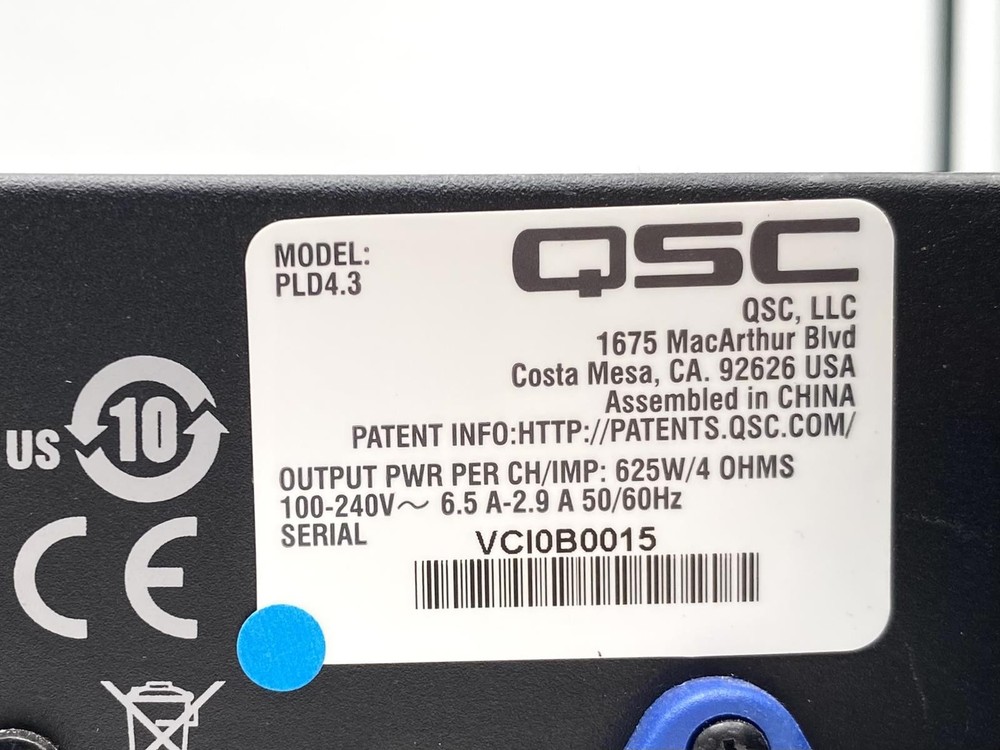 MODEL:
PLD4.3
QSC
QSC, LLC
1675 MacArthur Blvd
Costa Mesa, CA. 92626 USA
Assembled in CHINA
PATENT INFO:HTTP://PATENTS.QSC.COM/
OUTPUT PWR PER CH/IMP: 625W/4 OHMS
100-240V～ 6.5 A-2.9 A 50/60Hz
SERIAL VCI0B0015
US
10
CE